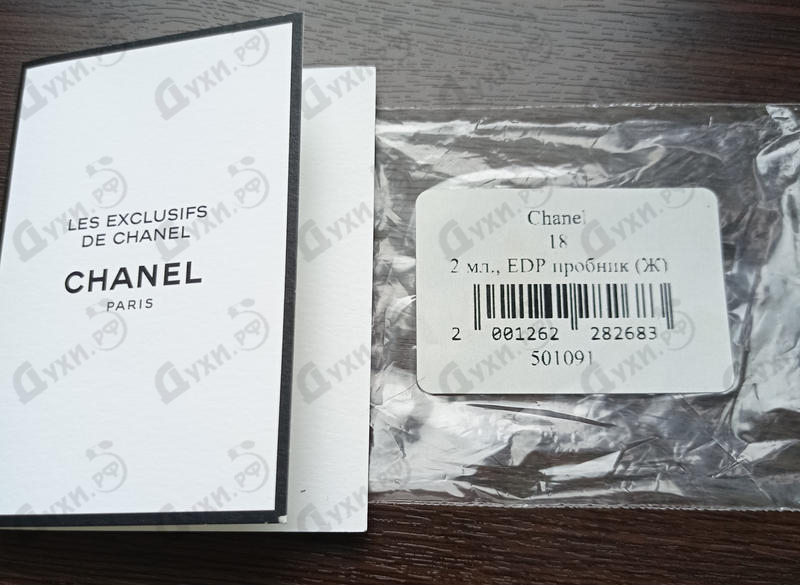 LES EXCLUSIFS
DE CHANEL
CHANEL
PARIS
Chanel
18
2 мл., EDP пробник (Ж)
2 001262 282683
501091
Духи.рф